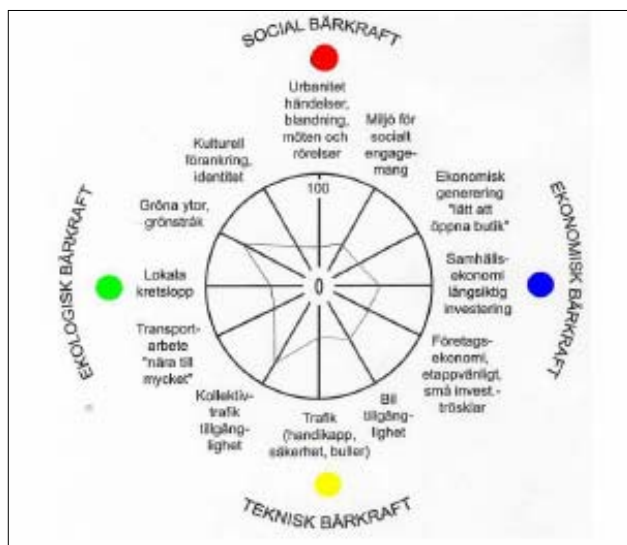 SOCIAL BÄRKRAFT
Urbanitet
händelser,
blandning,
möten och
rörelser
Miljö för
socialt
engage-
mang
Ekonomisk
generering
"lätt att
öppna butik"
EKONOMISK BÄRKRAFT
Samhälls-
ekonomi
långsiktig
investering
Företags-
ekonomi,
etappvänligt,
små invest.-
trösklar
Bil
tillgäng-
lighet
Trafik
(handikapp,
säkerhet, buller)
TEKNISK BÄRKRAFT
Kollektiv-
trafik
tillgäng-
lighet
Transport-
arbete
"nära till
mycket"
Lokala
kretslopp
EKOLOGISK BÄRKRAFT
Gröna ytor,
grönstråk
Kulturell
förankring,
identitet
100
0